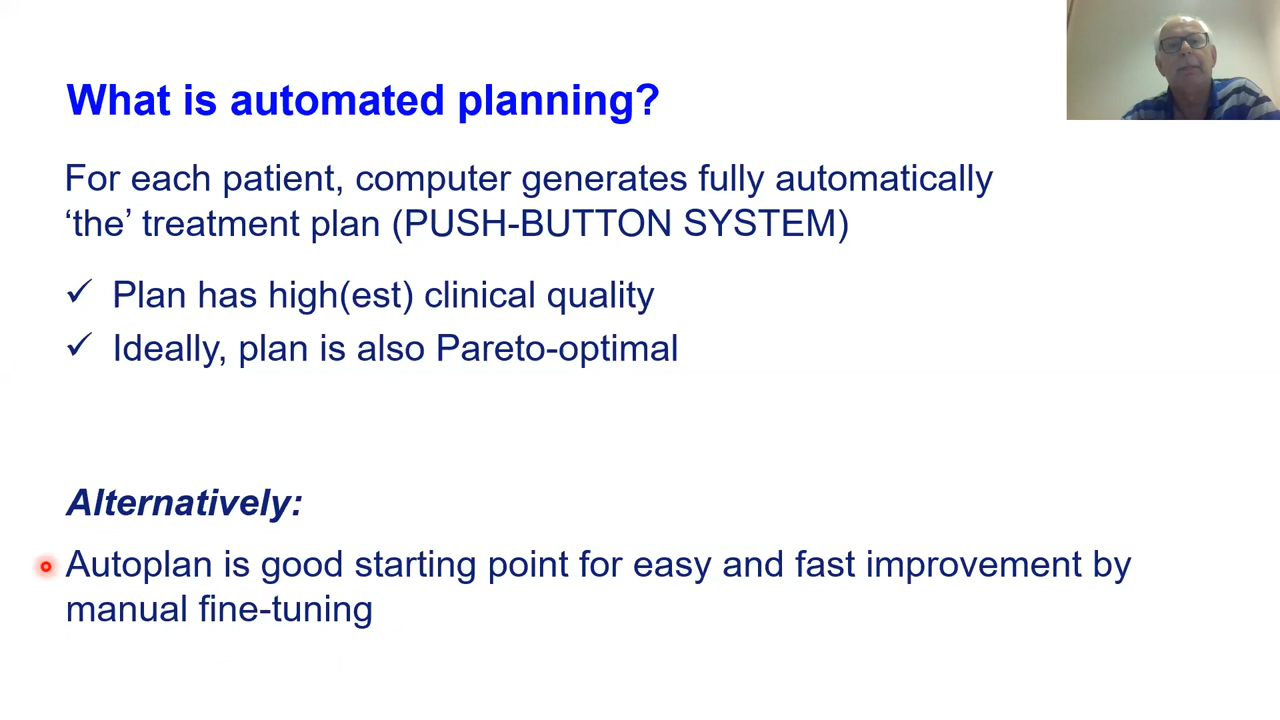 What is automated planning?
For each patient, computer generates fully automatically
‘the’ treatment plan (PUSH-BUTTON SYSTEM)
✓ Plan has high(est) clinical quality
✓ Ideally, plan is also Pareto-optimal
Alternatively:
Autoplan is good starting point for easy and fast improvement by
manual fine-tuning